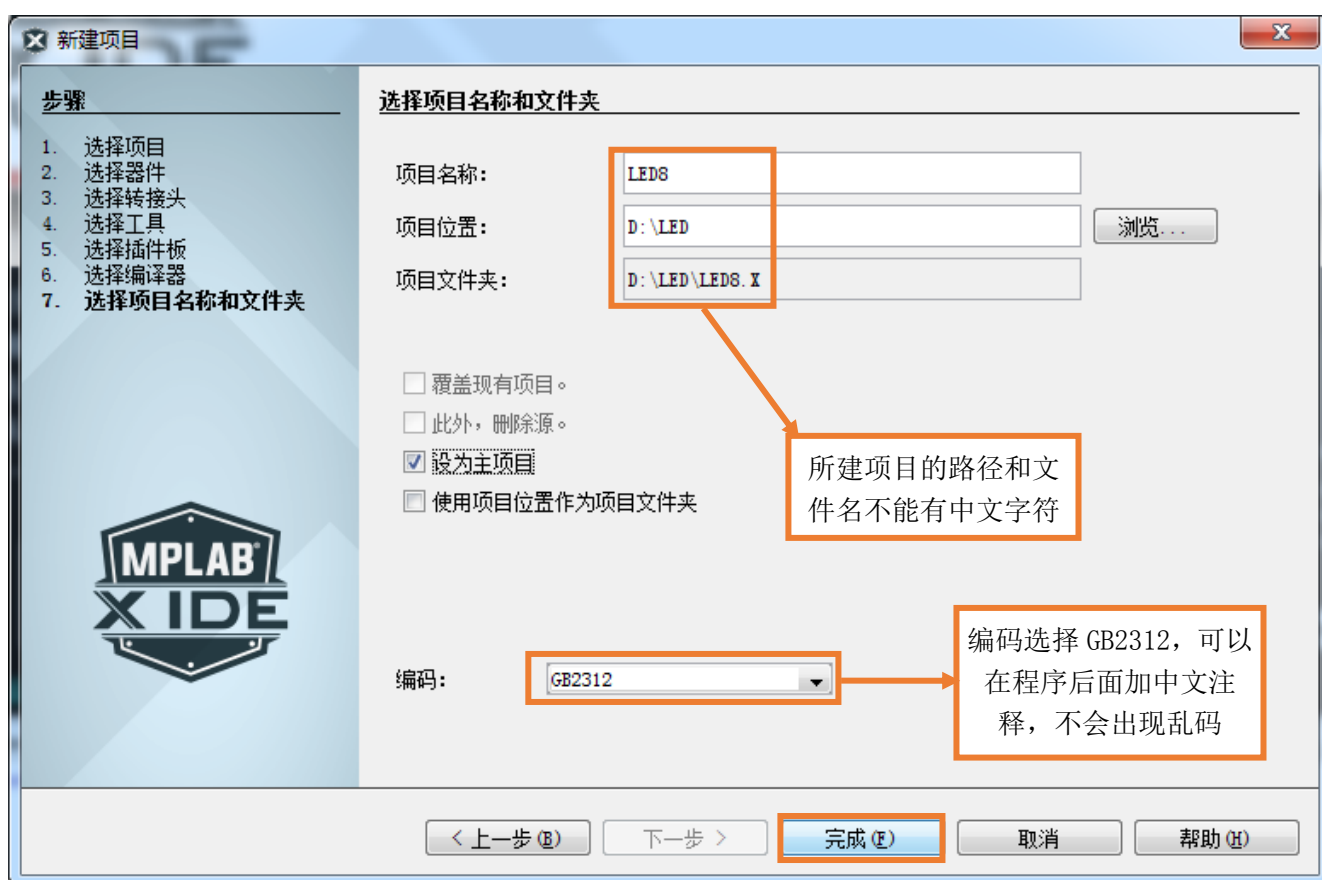 新建项目
步骤
1. 选择项目
2. 选择器件
3. 选择转接头
4. 选择工具
5. 选择插件板
6. 选择编译器
7. 选择项目名称和文件夹
MPLAB
X IDE
选择项目名称和文件夹
项目名称: LED8
项目位置: D:\LED 浏览...
项目文件夹: D:\LED\LED8.X
覆盖现有项目。
此外，删除源。
设为主项目
使用项目位置作为项目文件夹
所建项目的路径和文
件名不能有中文字符
编码: GB2312
编码选择 GB2312，可以
在程序后面加中文注
释，不会出现乱码
< 上一步(B) 下一步 > 完成(F) 取消 帮助(H)